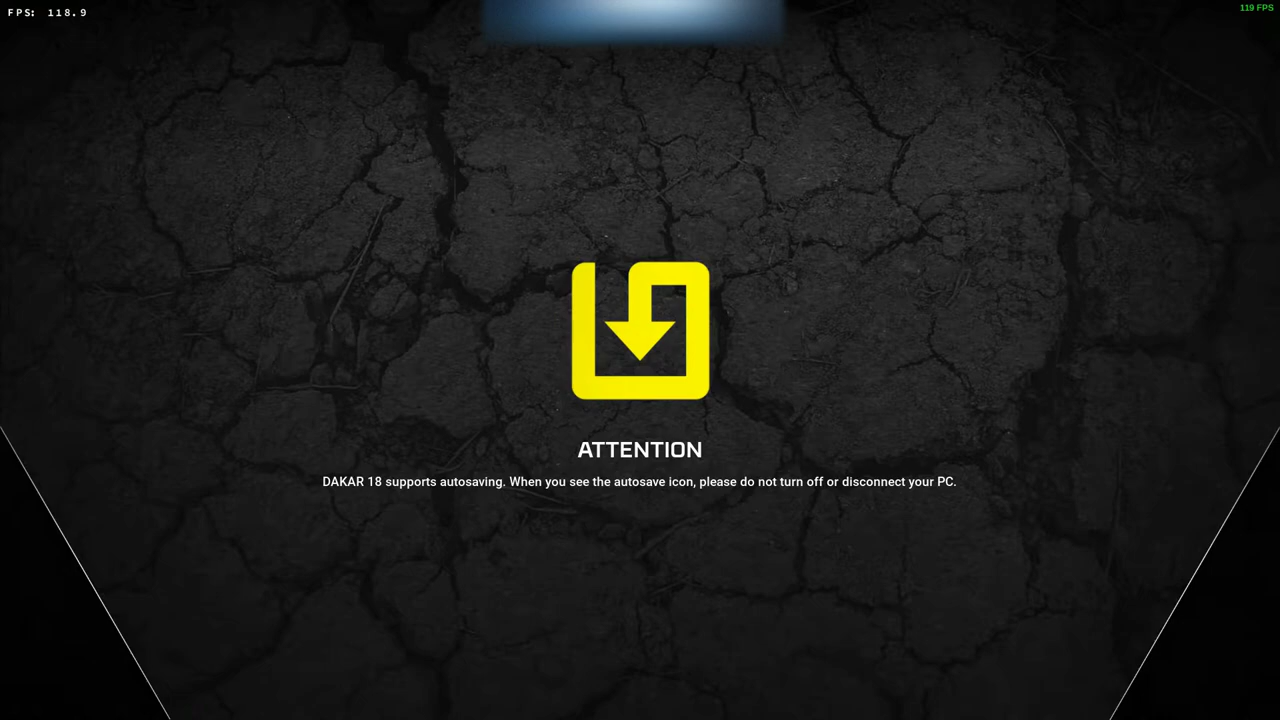 FPS: 118.9
119 FPS
ATTENTION
DAKAR 18 supports autosaving. When you see the autosave icon, please do not turn off or disconnect your PC.